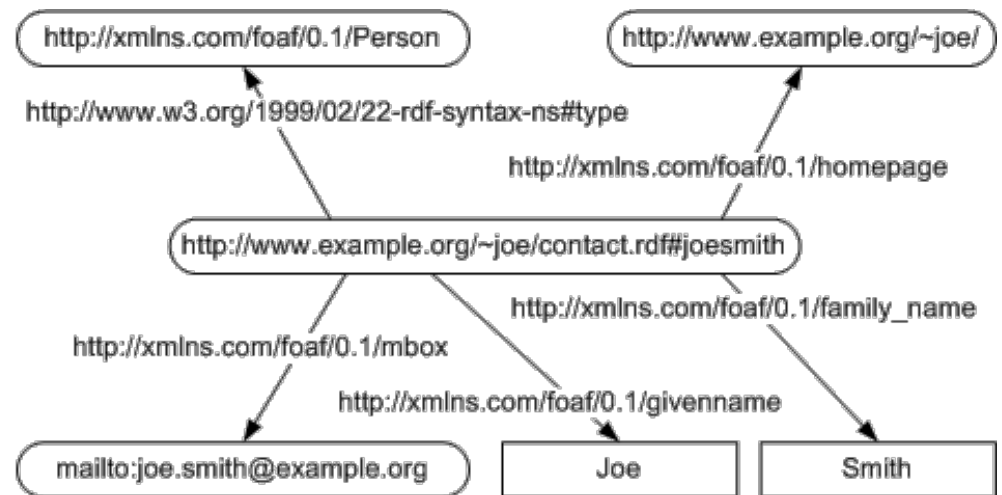 http://xmlns.com/foaf/0.1/Person
http://www.example.org/~joe/
http://www.w3.org/1999/02/22-rdf-syntax-ns#type
http://xmlns.com/foaf/0.1/homepage
http://www.example.org/~joe/contact.rdf#joesmith
http://xmlns.com/foaf/0.1/family_name
http://xmlns.com/foaf/0.1/mbox
http://xmlns.com/foaf/0.1/givenname
mailto:joe.smith@example.org
Joe
Smith